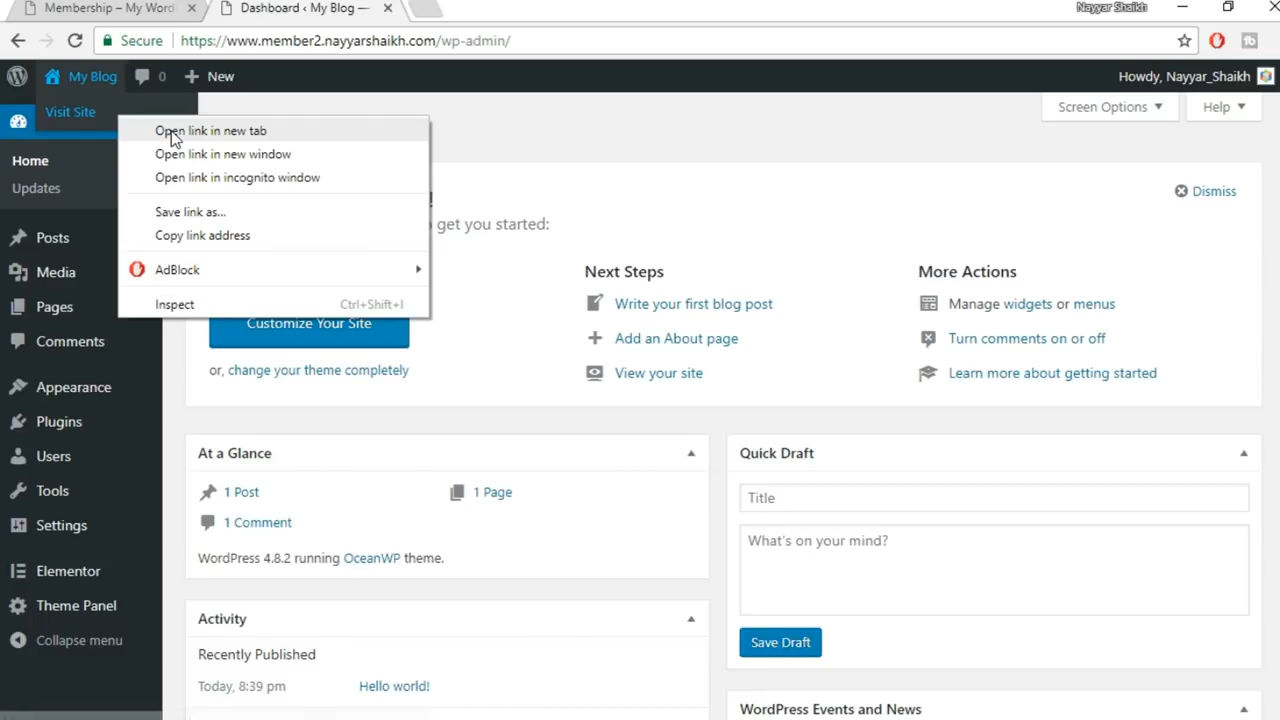 Membership – My Word
Dashboard ‹ My Blog —
Nayyar Shaikh
Secure https://www.member2.nayyarshaikh.com/wp-admin/
My Blog 0 New
Howdy, Nayyar_Shaikh
Visit Site
Screen Options
Help
Open link in new tab
Open link in new window
Open link in incognito window
Save link as...
Copy link address
AdBlock
Inspect Ctrl+Shift+I
Home
Updates
Posts
Media
Pages
Comments
Appearance
Plugins
Users
Tools
Settings
Elementor
Theme Panel
Collapse menu
!
Dismiss
get you started:
Customize Your Site
or, change your theme completely
Next Steps
Write your first blog post
Add an About page
View your site
More Actions
Manage widgets or menus
Turn comments on or off
Learn more about getting started
At a Glance
1 Post
1 Page
1 Comment
WordPress 4.8.2 running OceanWP theme.
Activity
Recently Published
Today, 8:39 pm Hello world!
Quick Draft
Title
What's on your mind?
Save Draft
WordPress Events and News